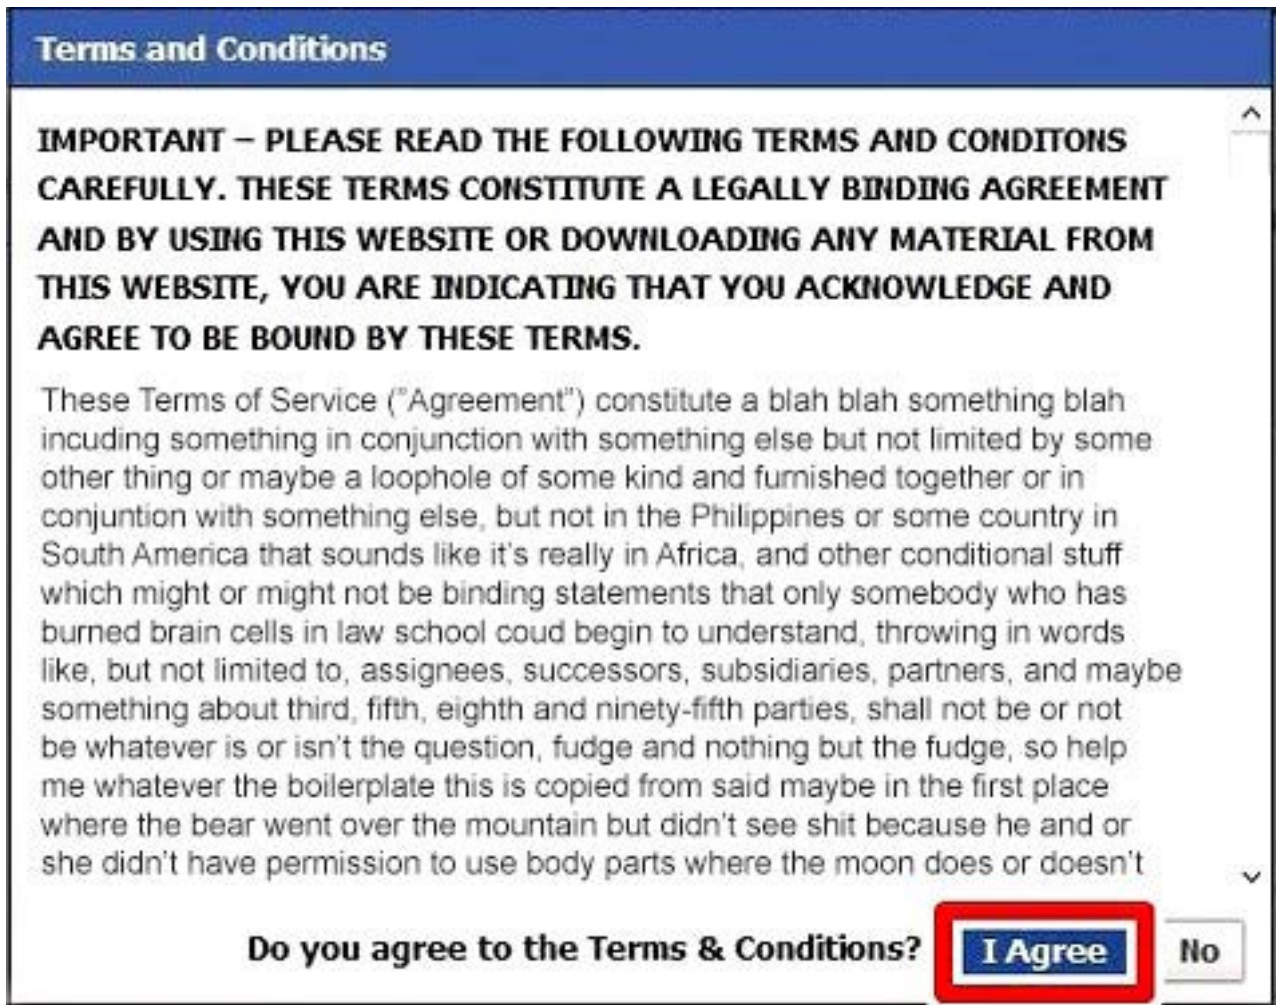 Terms and Conditions
IMPORTANT – PLEASE READ THE FOLLOWING TERMS AND CONDITONS
CAREFULLY. THESE TERMS CONSTITUTE A LEGALLY BINDING AGREEMENT
AND BY USING THIS WEBSITE OR DOWNLOADING ANY MATERIAL FROM
THIS WEBSITE, YOU ARE INDICATING THAT YOU ACKNOWLEDGE AND
AGREE TO BE BOUND BY THESE TERMS.
These Terms of Service ("Agreement") constitute a blah blah something blah
incuding something in conjunction with something else but not limited by some
other thing or maybe a loophole of some kind and furnished together or in
conjuntion with something else, but not in the Philippines or some country in
South America that sounds like it's really in Africa, and other conditional stuff
which might or might not be binding statements that only somebody who has
burned brain cells in law school coud begin to understand, throwing in words
like, but not limited to, assignees, successors, subsidiaries, partners, and maybe
something about third, fifth, eighth and ninety-fifth parties, shall not be or not
be whatever is or isn't the question, fudge and nothing but the fudge, so help
me whatever the boilerplate this is copied from said maybe in the first place
where the bear went over the mountain but didn't see shit because he and or
she didn't have permission to use body parts where the moon does or doesn't
Do you agree to the Terms & Conditions? I Agree No